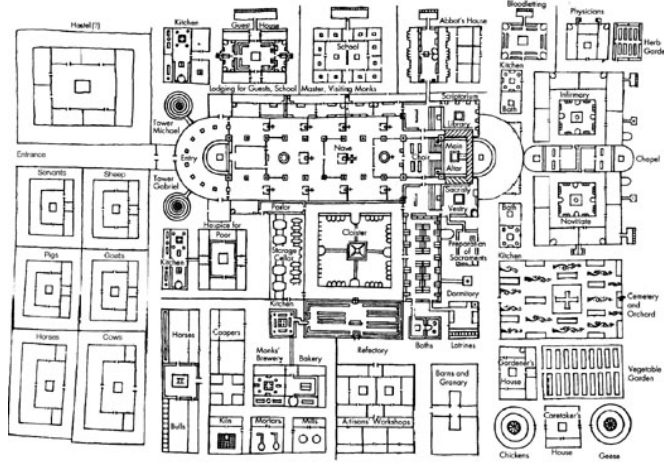 Hostel (?)
Kitchen
Guest House
School
Abbot's House
Bloodletting
Physicians
Herb
Garde
Lodging for Guests, School Master, Visiting Monks
Scriptorium
Library
Kitchen
Bath
Infirmary
Tower
Michael
Entrance
Entry
Nave
Choir
Main
Altar
Chapel
Tower
Gabriel
Servants
Sheep
Sacristy
Vestry
Bath
Novitiate
Parlor
Hospice for
Poor
Kitchen
Storage
Cellar
Cloister
Preparation
of
Sacraments
Kitchen
Pigs
Goats
Dormitory
Cemetery
and
Orchard
Kitchen
Baths
Latrines
Horses
Cows
Horses
Coopers
Monks'
Brewery
Bakery
Refectory
Barns and
Granary
Gardener's
House
Vegetable
Garden
Bulls
Kiln
Mortars
Mills
Artisons' Workshops
Caretaker's
House
Chickens
Geese